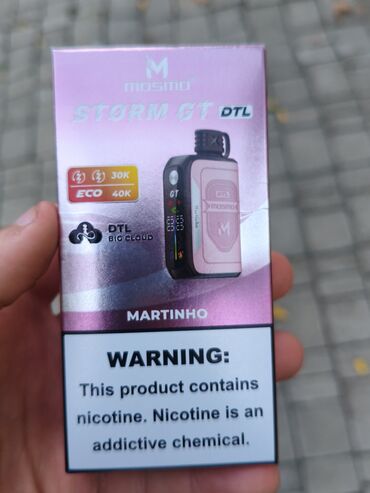 M
MOSMO
STORM GT DTL
30K
ECO 40K
DTL
BIG CLOUD
GT
MOSMO
M
MARTINHO
WARNING:
This product contains
nicotine. Nicotine is an
addictive chemical.